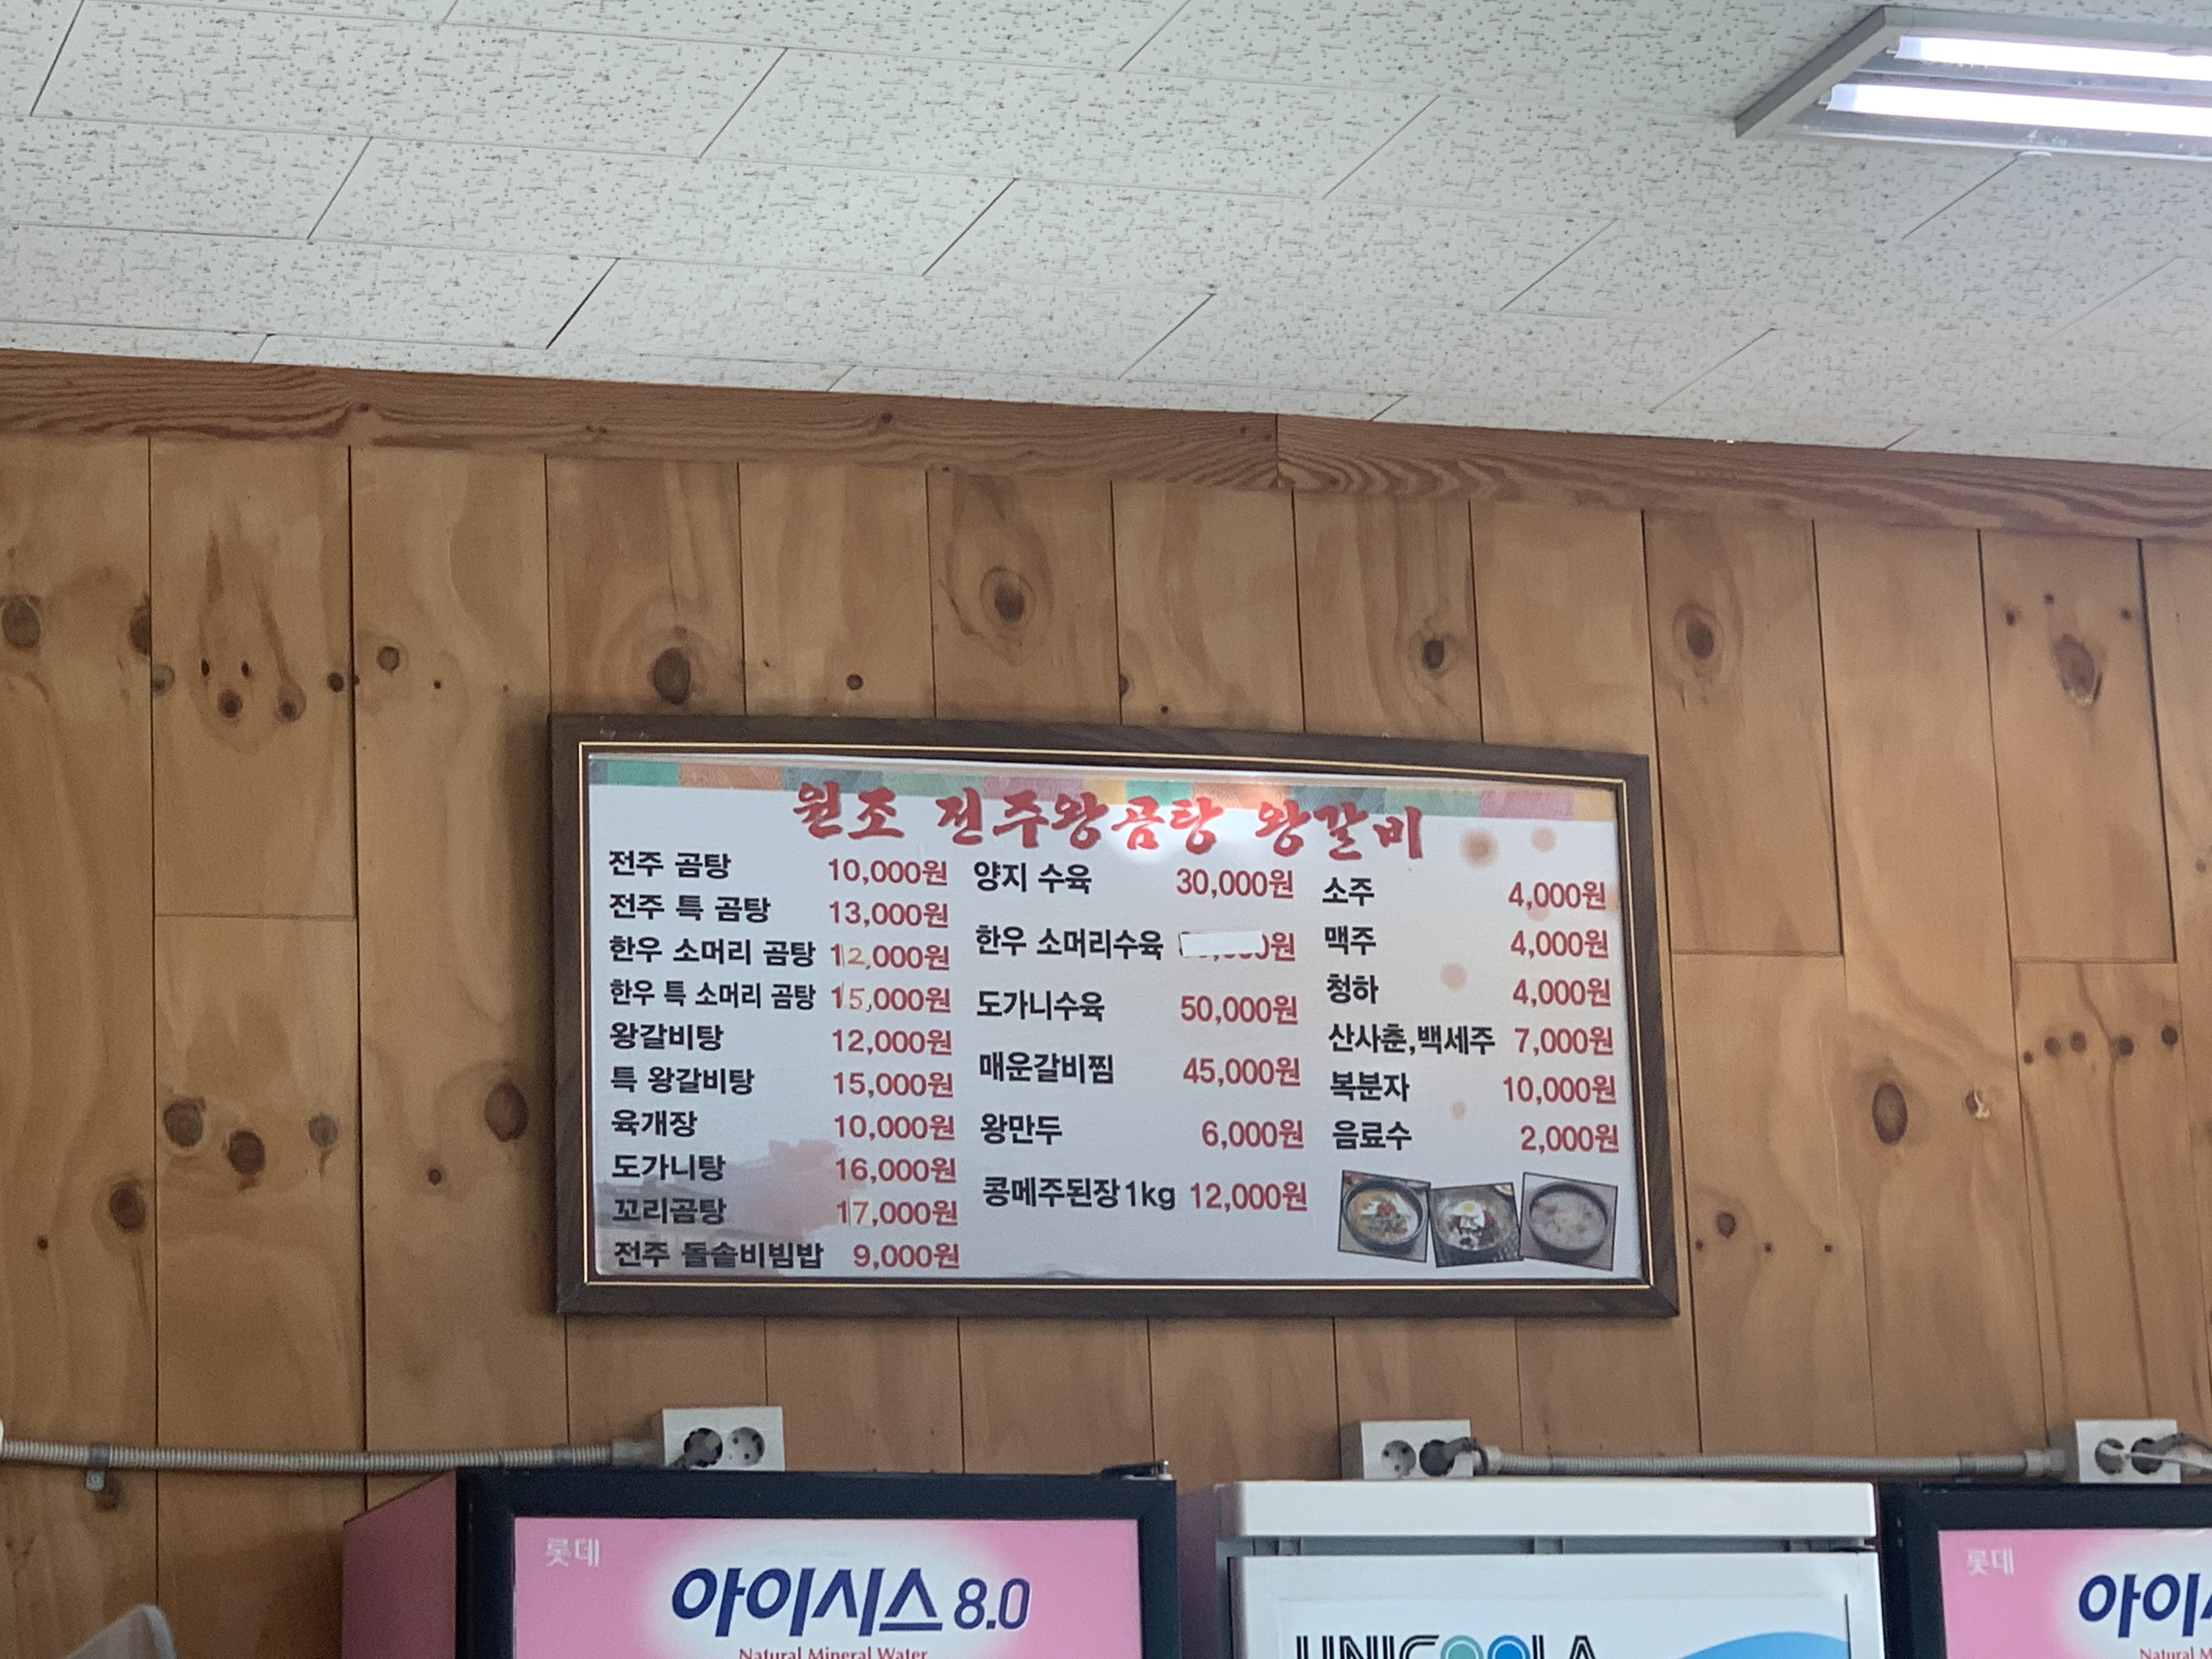 원조 전주왕곰탕 왕갈비
전주 곰탕 10,000원
전주 특 곰탕 13,000원
한우 소머리 곰탕 12,000원
한우 특 소머리 곰탕 15,000원
왕갈비탕 12,000원
특 왕갈비탕 15,000원
육개장 10,000원
도가니탕 16,000원
꼬리곰탕 17,000원
전주 돌솥비빔밥 9,000원
양지 수육 30,000원
한우 소머리수육
도가니수육 50,000원
매운갈비찜 45,000원
왕만두 6,000원
콩메주된장 1kg 12,000원
소주 4,000원
맥주 4,000원
청하 4,000원
산사춘,백세주 7,000원
복분자 10,000원
음료수 2,000원
롯데
아이시스 8.0
Natural Mineral Water
롯데